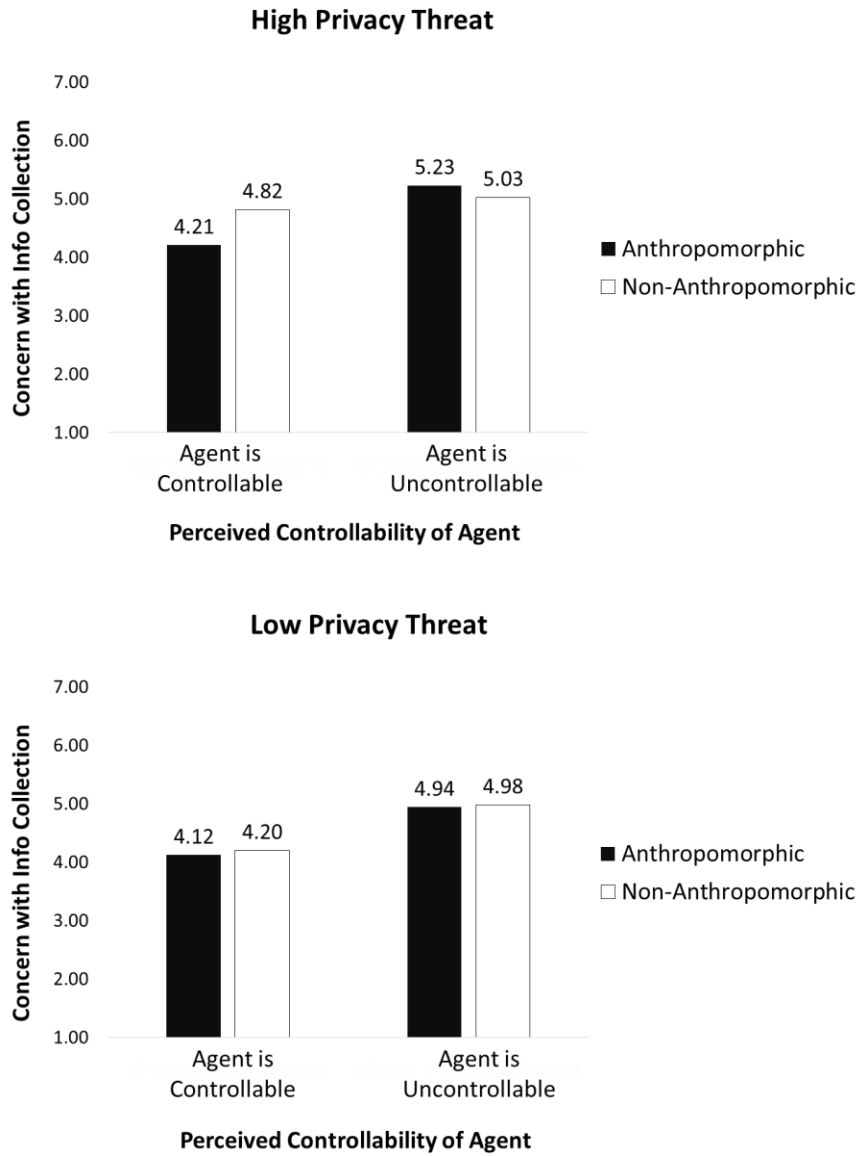 High Privacy Threat
Concern with Info Collection
7.00
6.00
5.00
4.00
3.00
2.00
1.00
4.21
4.82
5.23
5.03
Anthropomorphic
Non-Anthropomorphic
Agent is
Controllable
Agent is
Uncontrollable
Perceived Controllability of Agent
Low Privacy Threat
Concern with Info Collection
7.00
6.00
5.00
4.00
3.00
2.00
1.00
4.12
4.20
4.94
4.98
Anthropomorphic
Non-Anthropomorphic
Agent is
Controllable
Agent is
Uncontrollable
Perceived Controllability of Agent